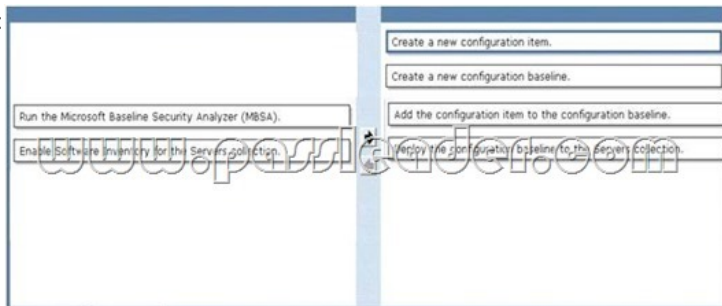 :
Run the Microsoft Baseline Security Analyzer (MBSA).
Enable Software Inventory for the Servers collection.
Create a new configuration item.
Create a new configuration baseline.
Add the configuration item to the configuration baseline.
Deploy the configuration baseline to the Servers collection.
www.passleader.com